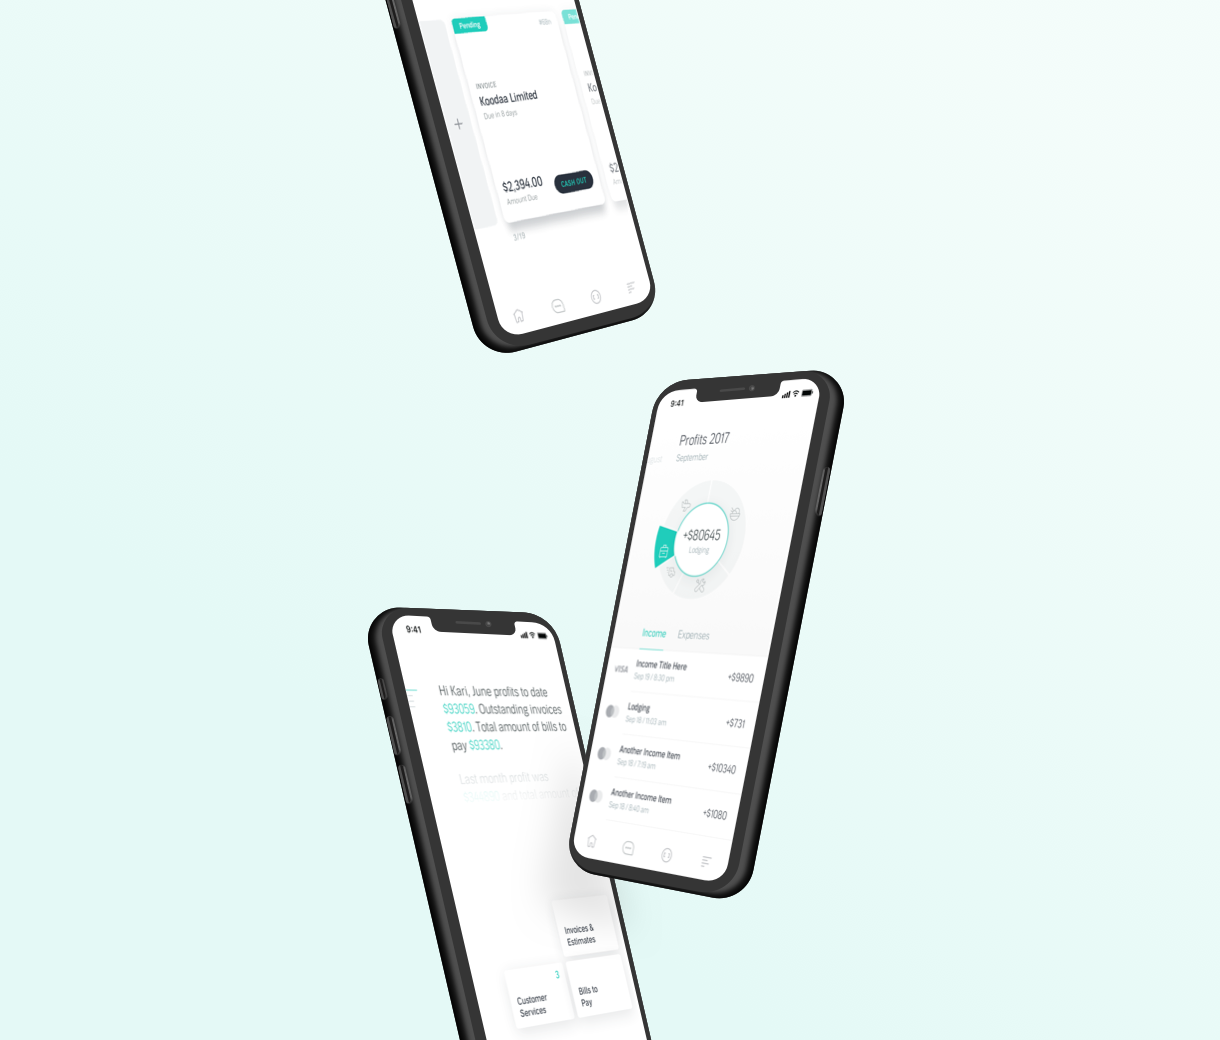 Pending
INVOICE
Koodaa Limited
Due in 8 days
$2,394.00
Amount Due
CASH OUT
3/19
9:41
Profits 2017
September
+$80645
Lodging
Income Expenses
VISA
Income Title Here
Sep 19 / 8:30 pm
+$9890
Lodging
Sep 18 / 11:03 am
+$731
Another Income Item
Sep 18 / 7:19 am
+$10340
Another Income Item
Sep 18 / 6:40 am
+$1080
9:41
Hi Kari, June profits to date
$93059. Outstanding invoices
$3810. Total amount of bills to
pay $93380.
Last month profit was
and total amount
Invoices &
Estimates
3
Customer
Services
Bills to
Pay